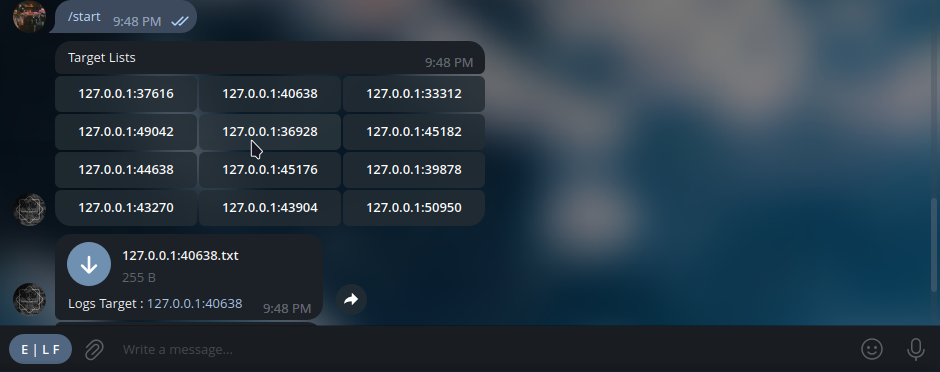 /start 9:48 PM
Target Lists
9:48 PM
127.0.0.1:37616 127.0.0.1:40638 127.0.0.1:33312
127.0.0.1:49042 127.0.0.1:36928 127.0.0.1:45182
127.0.0.1:44638 127.0.0.1:45176 127.0.0.1:39878
127.0.0.1:43270 127.0.0.1:43904 127.0.0.1:50950
127.0.0.1:40638.txt
255 B
Logs Target : 127.0.0.1:40638 9:48 PM
E | L F Write a message...